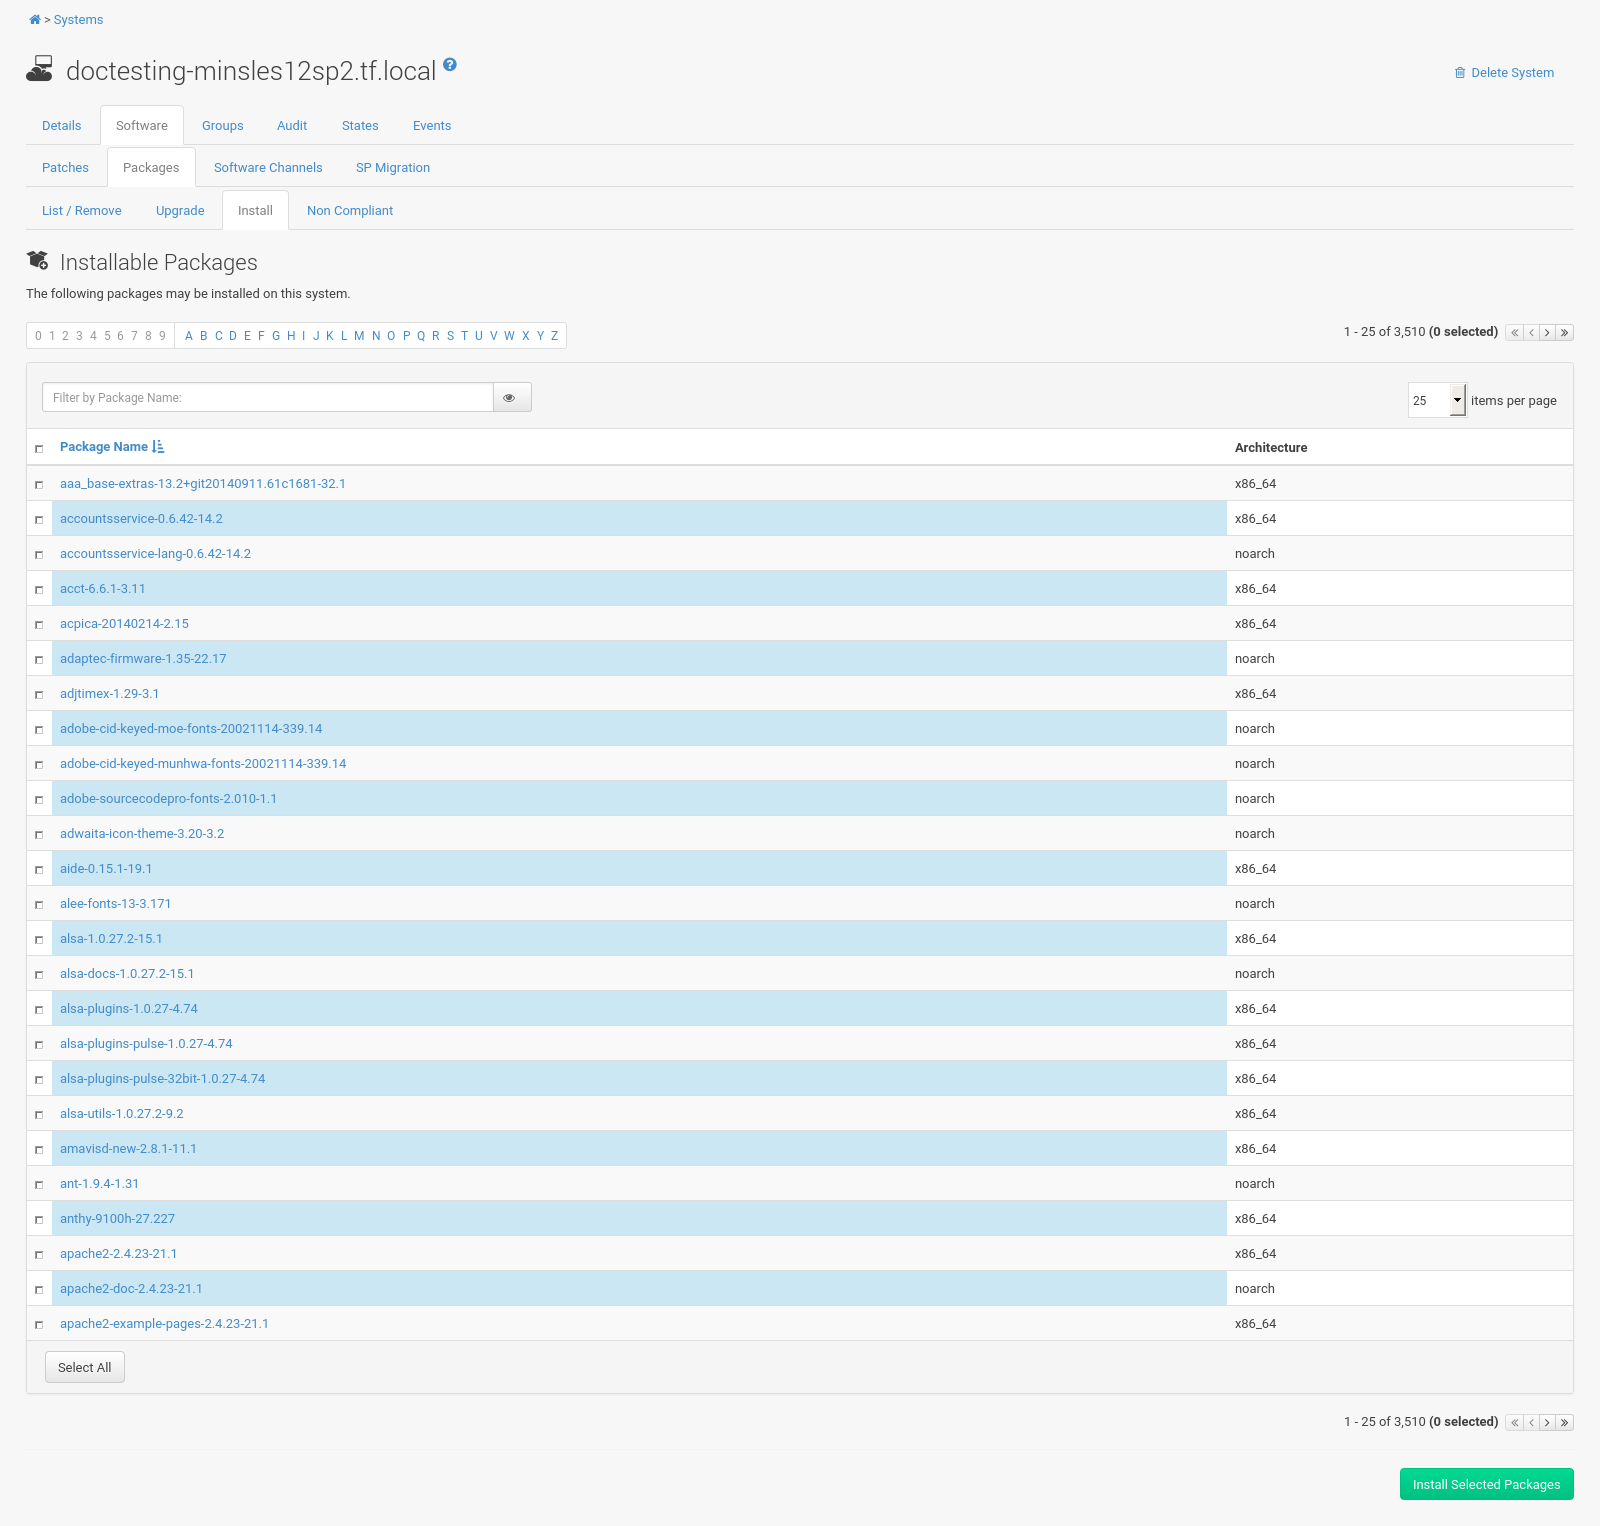 > Systems
doctesting-minsles12sp2.tf.local
Delete System
Details Software Groups Audit States Events
Patches Packages Software Channels SP Migration
List / Remove Upgrade Install Non Compliant
Installable Packages
The following packages may be installed on this system.
0 1 2 3 4 5 6 7 8 9 A B C D E F G H I J K L M N O P Q R S T U V W X Y Z
1 - 25 of 3,510 (0 selected)
Filter by Package Name:
25 items per page
Package Name Architecture
aaa_base-extras-13.2+git20140911.61c1681-32.1 x86_64
accountsservice-0.6.42-14.2 x86_64
accountsservice-lang-0.6.42-14.2 noarch
acct-6.6.1-3.11 x86_64
acpica-20140214-2.15 x86_64
adaptec-firmware-1.35-22.17 noarch
adjtimex-1.29-3.1 x86_64
adobe-cid-keyed-moe-fonts-20021114-339.14 noarch
adobe-cid-keyed-munhwa-fonts-20021114-339.14 noarch
adobe-sourcecodepro-fonts-2.010-1.1 noarch
adwaita-icon-theme-3.20-3.2 noarch
aide-0.15.1-19.1 x86_64
alee-fonts-13-3.171 noarch
alsa-1.0.27.2-15.1 x86_64
alsa-docs-1.0.27.2-15.1 noarch
alsa-plugins-1.0.27-4.74 x86_64
alsa-plugins-pulse-1.0.27-4.74 x86_64
alsa-plugins-pulse-32bit-1.0.27-4.74 x86_64
alsa-utils-1.0.27.2-9.2 x86_64
amavisd-new-2.8.1-11.1 x86_64
ant-1.9.4-1.31 noarch
anthy-9100h-27.227 x86_64
apache2-2.4.23-21.1 x86_64
apache2-doc-2.4.23-21.1 noarch
apache2-example-pages-2.4.23-21.1 x86_64
Select All
1 - 25 of 3,510 (0 selected)
Install Selected Packages